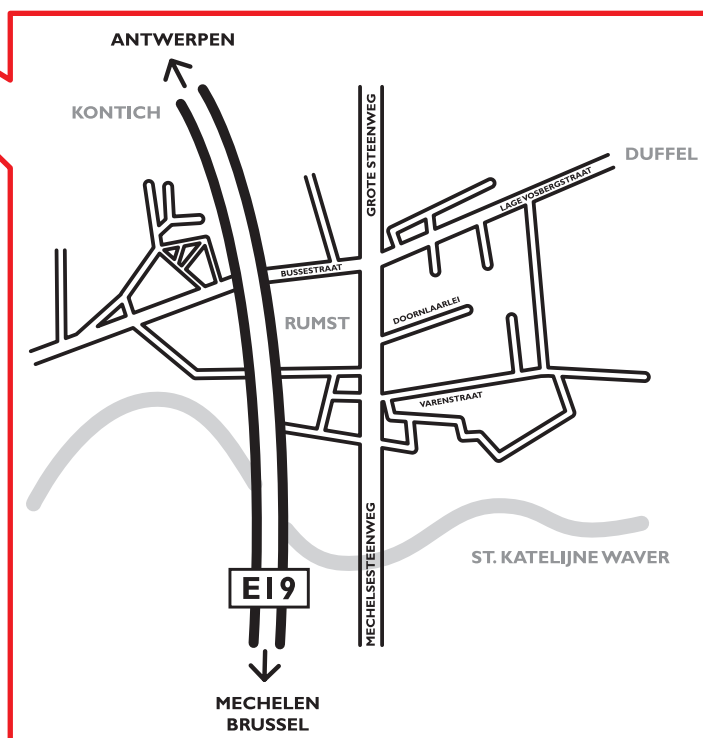 ANTWERPEN
KONTICH
GROTE STEENWEG
DUFFEL
LAGE VOSBERGSTRAAT
BUSSESTRAAT
RUMST
DOORNLAARLEI
VARENSTRAAT
MECHELSESTEENWEG
ST. KATELIJNE WAVER
E19
MECHELEN
BRUSSEL